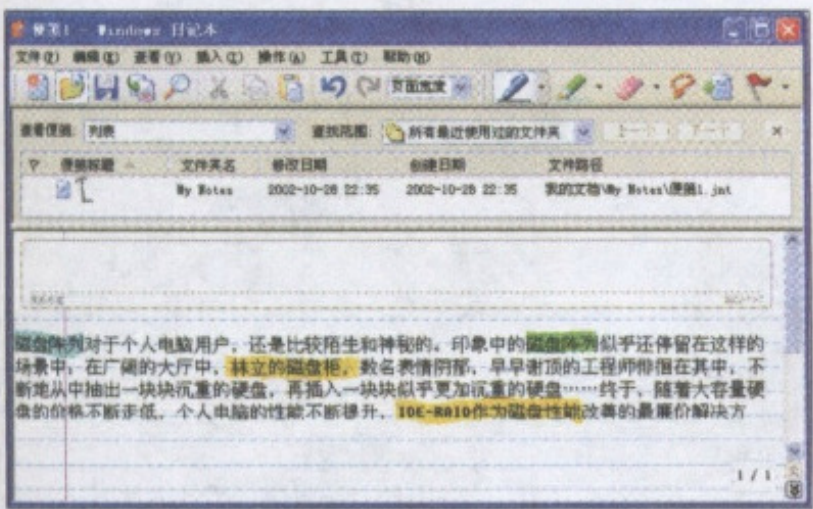 便笺1 - Windows 日记本
文件(F) 编辑(E) 查看(V) 插入(I) 操作(A) 工具(T) 帮助(H)
页面宽度
查看便笺: 列表 查找范围: 所有最近使用过的文件夹 上一个 下一个
便笺标题 文件夹名 修改日期 创建日期 文件路径
My Notes 2002-10-28 22:35 2002-10-28 22:35 我的文档\My Notes\便笺1.jnt
磁盘阵列对于个人电脑用户，还是比较陌生和神秘的。印象中的磁盘阵列似乎还停留在这样的
场景中，在广阔的大厅中，林立的磁盘柜，数名表情阴郁、早早谢顶的工程师徘徊在其中，不
断地从中抽出一块块沉重的硬盘，再插入一块块似乎更加沉重的硬盘……终于，随着大容量硬
盘的价格不断走低，个人电脑的性能不断提升，IDE-RAID作为磁盘性能改善的最廉价解决方
1 / 1